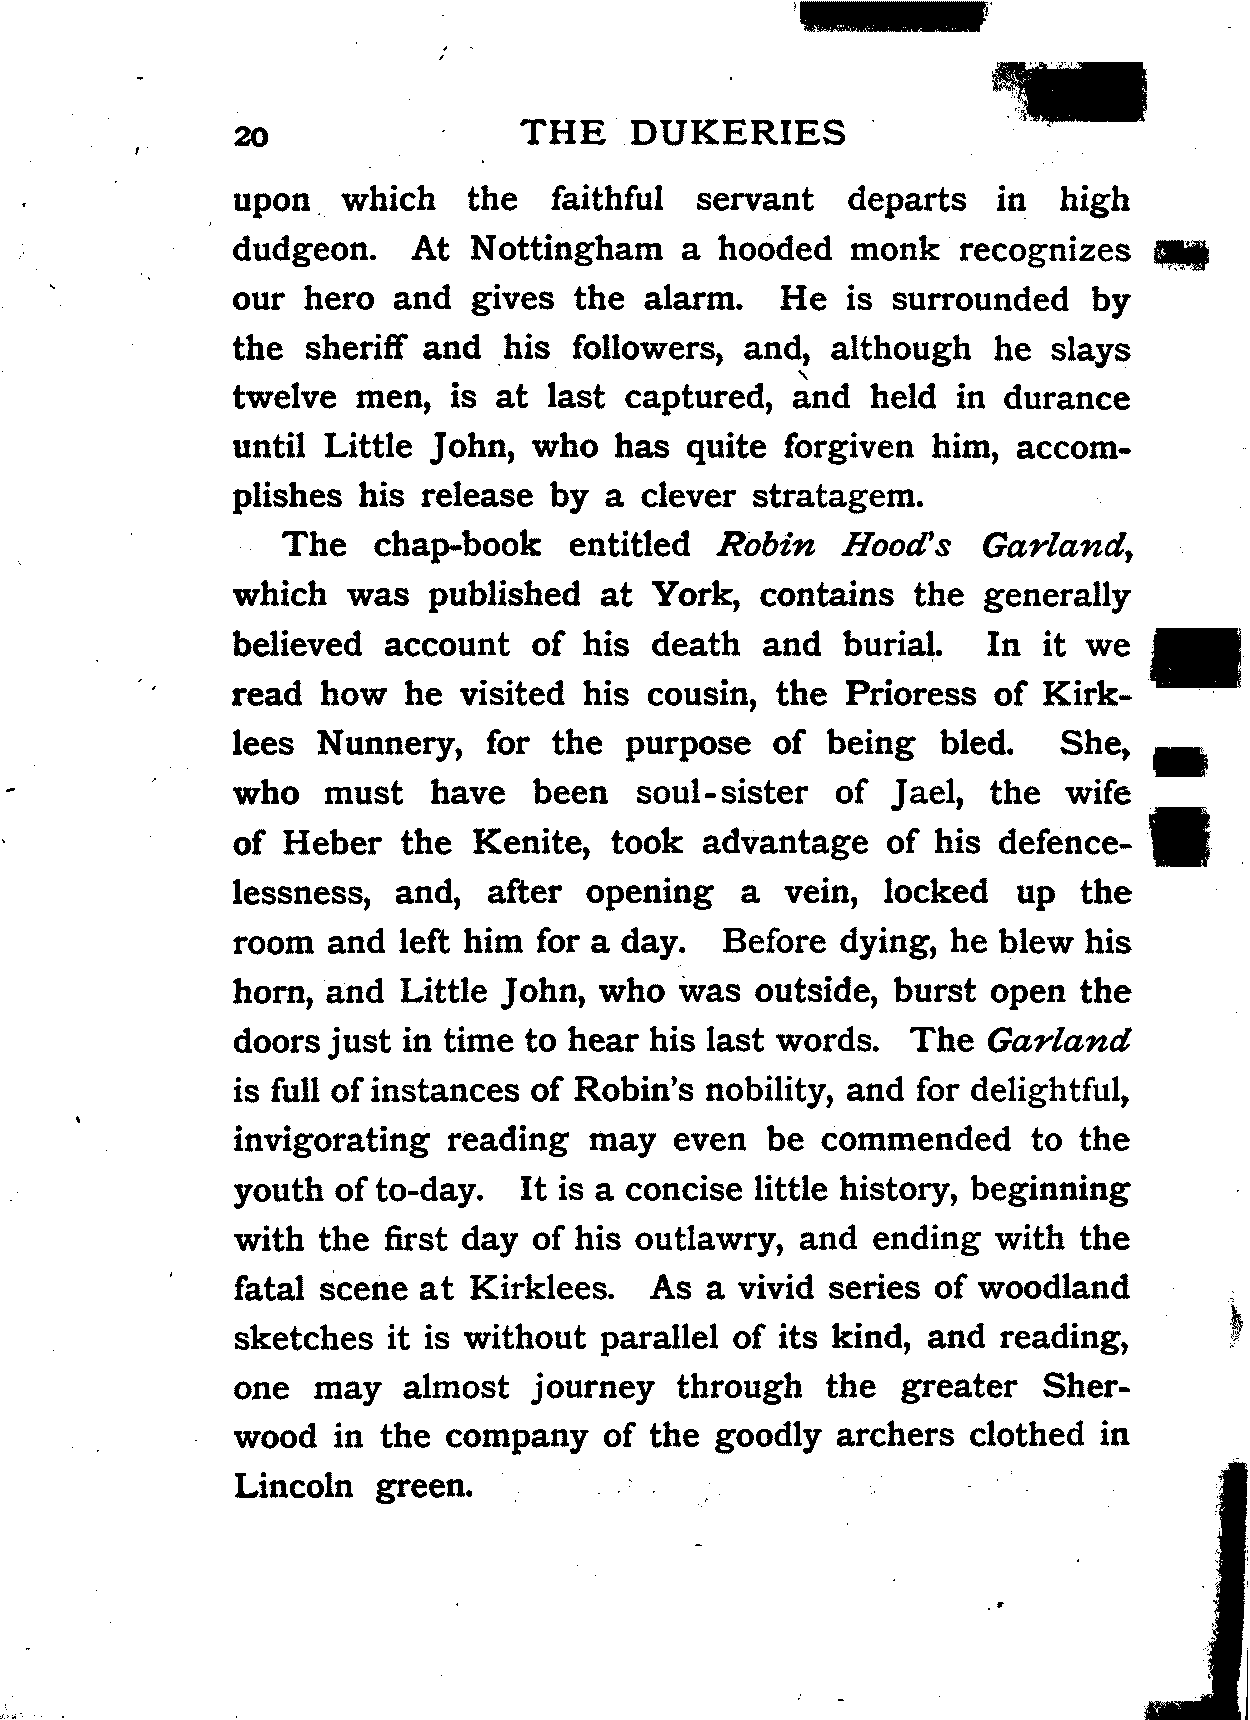 20 THE DUKERIES
upon which the faithful servant departs in high
dudgeon. At Nottingham a hooded monk recognizes
our hero and gives the alarm. He is surrounded by
the sheriff and his followers, and, although he slays
twelve men, is at last captured, and held in durance
until Little John, who has quite forgiven him, accom-
plishes his release by a clever stratagem.
The chap-book entitled Robin Hood's Garland,
which was published at York, contains the generally
believed account of his death and burial. In it we
read how he visited his cousin, the Prioress of Kirk-
lees Nunnery, for the purpose of being bled. She,
who must have been soul-sister of Jael, the wife
of Heber the Kenite, took advantage of his defence-
lessness, and, after opening a vein, locked up the
room and left him for a day. Before dying, he blew his
horn, and Little John, who was outside, burst open the
doors just in time to hear his last words. The Garland
is full of instances of Robin's nobility, and for delightful,
invigorating reading may even be commended to the
youth of to-day. It is a concise little history, beginning
with the first day of his outlawry, and ending with the
fatal scene at Kirklees. As a vivid series of woodland
sketches it is without parallel of its kind, and reading,
one may almost journey through the greater Sher-
wood in the company of the goodly archers clothed in
Lincoln green.